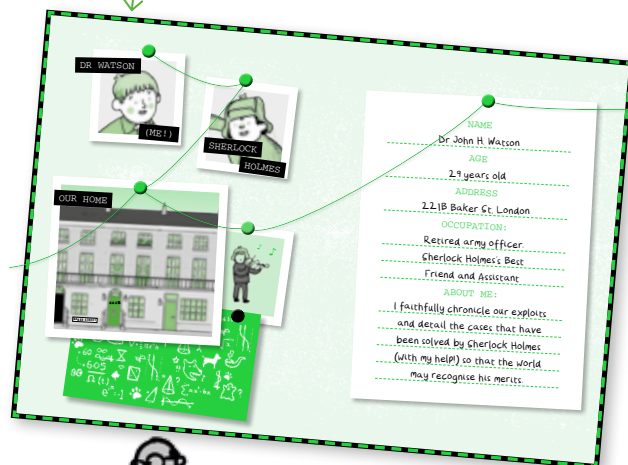 DR WATSON
(ME!)
SHERLOCK
HOLMES
OUR HOME
NAME
Dr John H. Watson
AGE
29 years old
ADDRESS
221B Baker St. London
OCCUPATION:
Retired army officer.
Sherlock Holmes's Best
Friend and Assistant
ABOUT ME:
I faithfully chronicle our exploits
and detail the cases that have
been solved by Sherlock Holmes
(with my help!) so that the world
may recognise his merits.